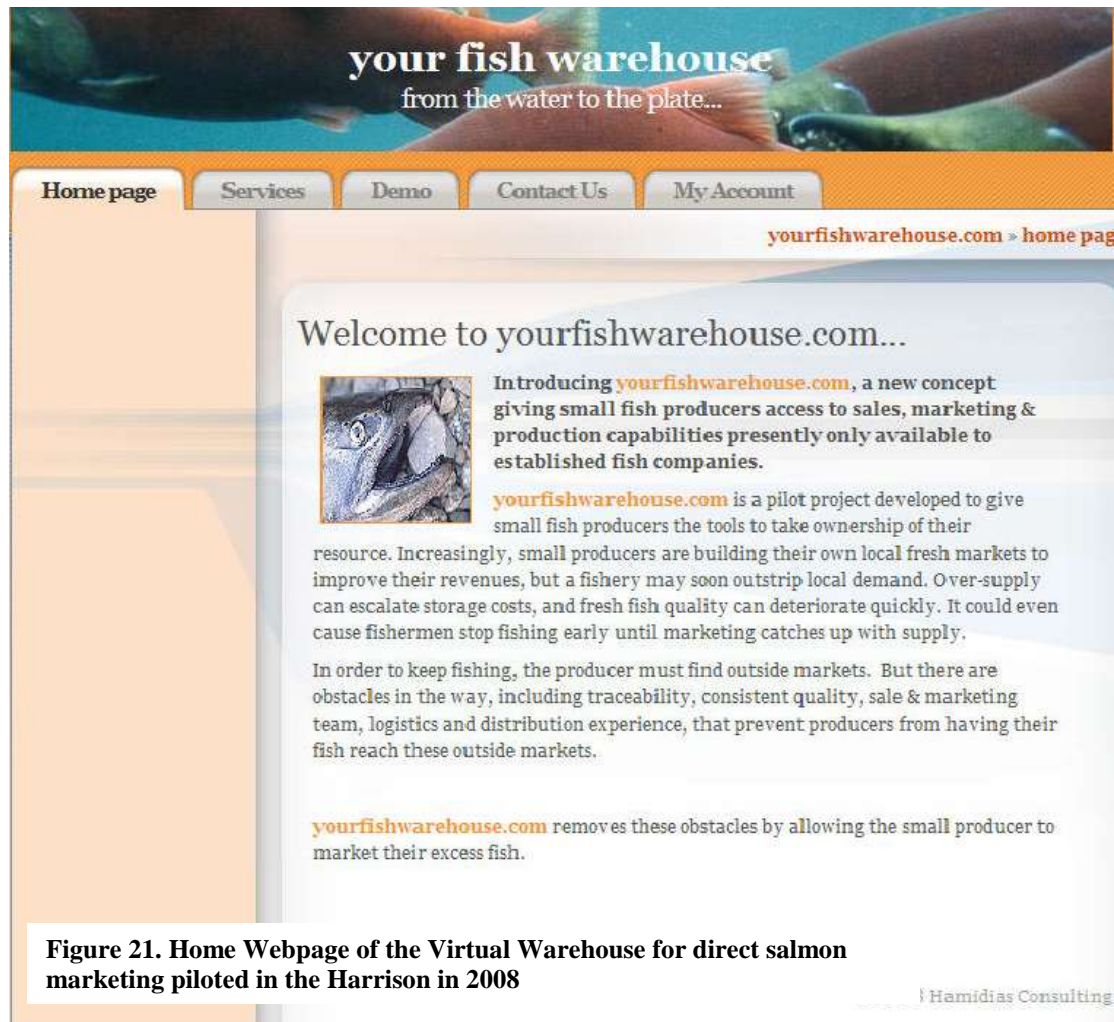 your fish warehouse
from the water to the plate...
Home page
Services
Demo
Contact Us
My Account
yourfishwarehouse.com » home pag
Welcome to yourfishwarehouse.com...
Introducing yourfishwarehouse.com, a new concept
giving small fish producers access to sales, marketing &
production capabilities presently only available to
established fish companies.
yourfishwarehouse.com is a pilot project developed to give
small fish producers the tools to take ownership of their
resource. Increasingly, small producers are building their own local fresh markets to
improve their revenues, but a fishery may soon outstrip local demand. Over-supply
can escalate storage costs, and fresh fish quality can deteriorate quickly. It could even
cause fishermen stop fishing early until marketing catches up with supply.
In order to keep fishing, the producer must find outside markets. But there are
obstacles in the way, including traceability, consistent quality, sale & marketing
team, logistics and distribution experience, that prevent producers from having their
fish reach these outside markets.
yourfishwarehouse.com removes these obstacles by allowing the small producer to
market their excess fish.
Figure 21. Home Webpage of the Virtual Warehouse for direct salmon
marketing piloted in the Harrison in 2008
Hamidias Consulting